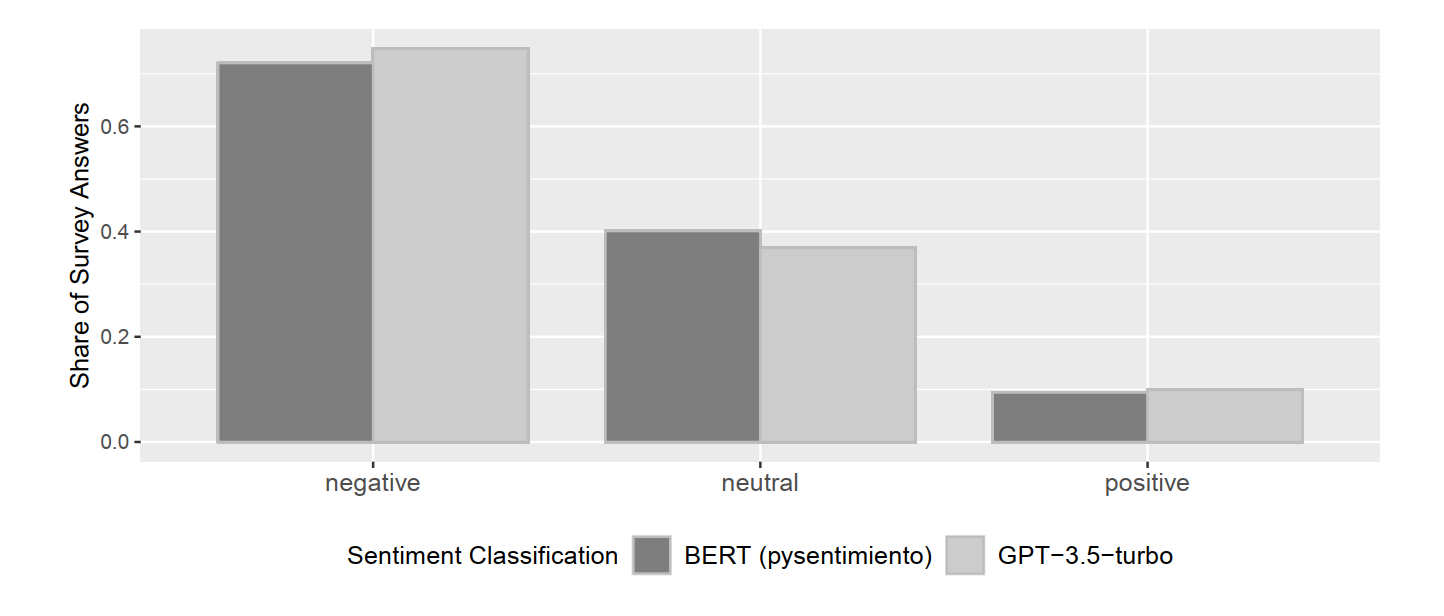 Share of Survey Answers
0.6
0.4
0.2
0.0
negative neutral positive
Sentiment Classification BERT (pysentimiento) GPT−3.5−turbo